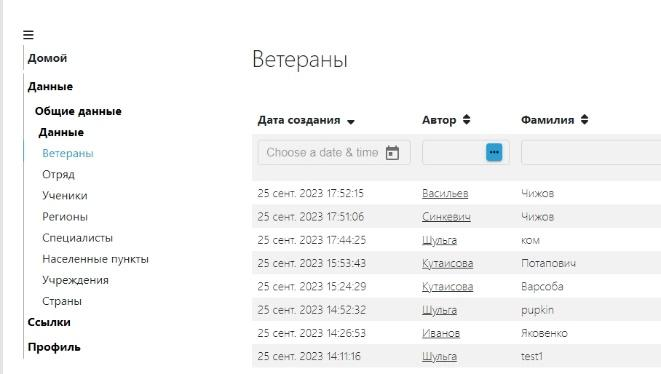 Домой
Данные
Общие данные
Данные
Ветераны
Отряд
Ученики
Регионы
Специалисты
Населенные пункты
Учреждения
Страны
Ссылки
Профиль
Ветераны
Дата создания Автор Фамилия
Choose a date & time
25 сент. 2023 17:52:15 Васильев Чижов
25 сент. 2023 17:51:06 Синкевич Чижов
25 сент. 2023 17:44:25 Шульга ком
25 сент. 2023 15:53:43 Кутаисова Потапович
25 сент. 2023 15:24:29 Кутаисова Варсоба
25 сент. 2023 14:52:32 Шульга pupkin
25 сент. 2023 14:26:53 Иванов Яковенко
25 сент. 2023 14:11:16 Шульга test1